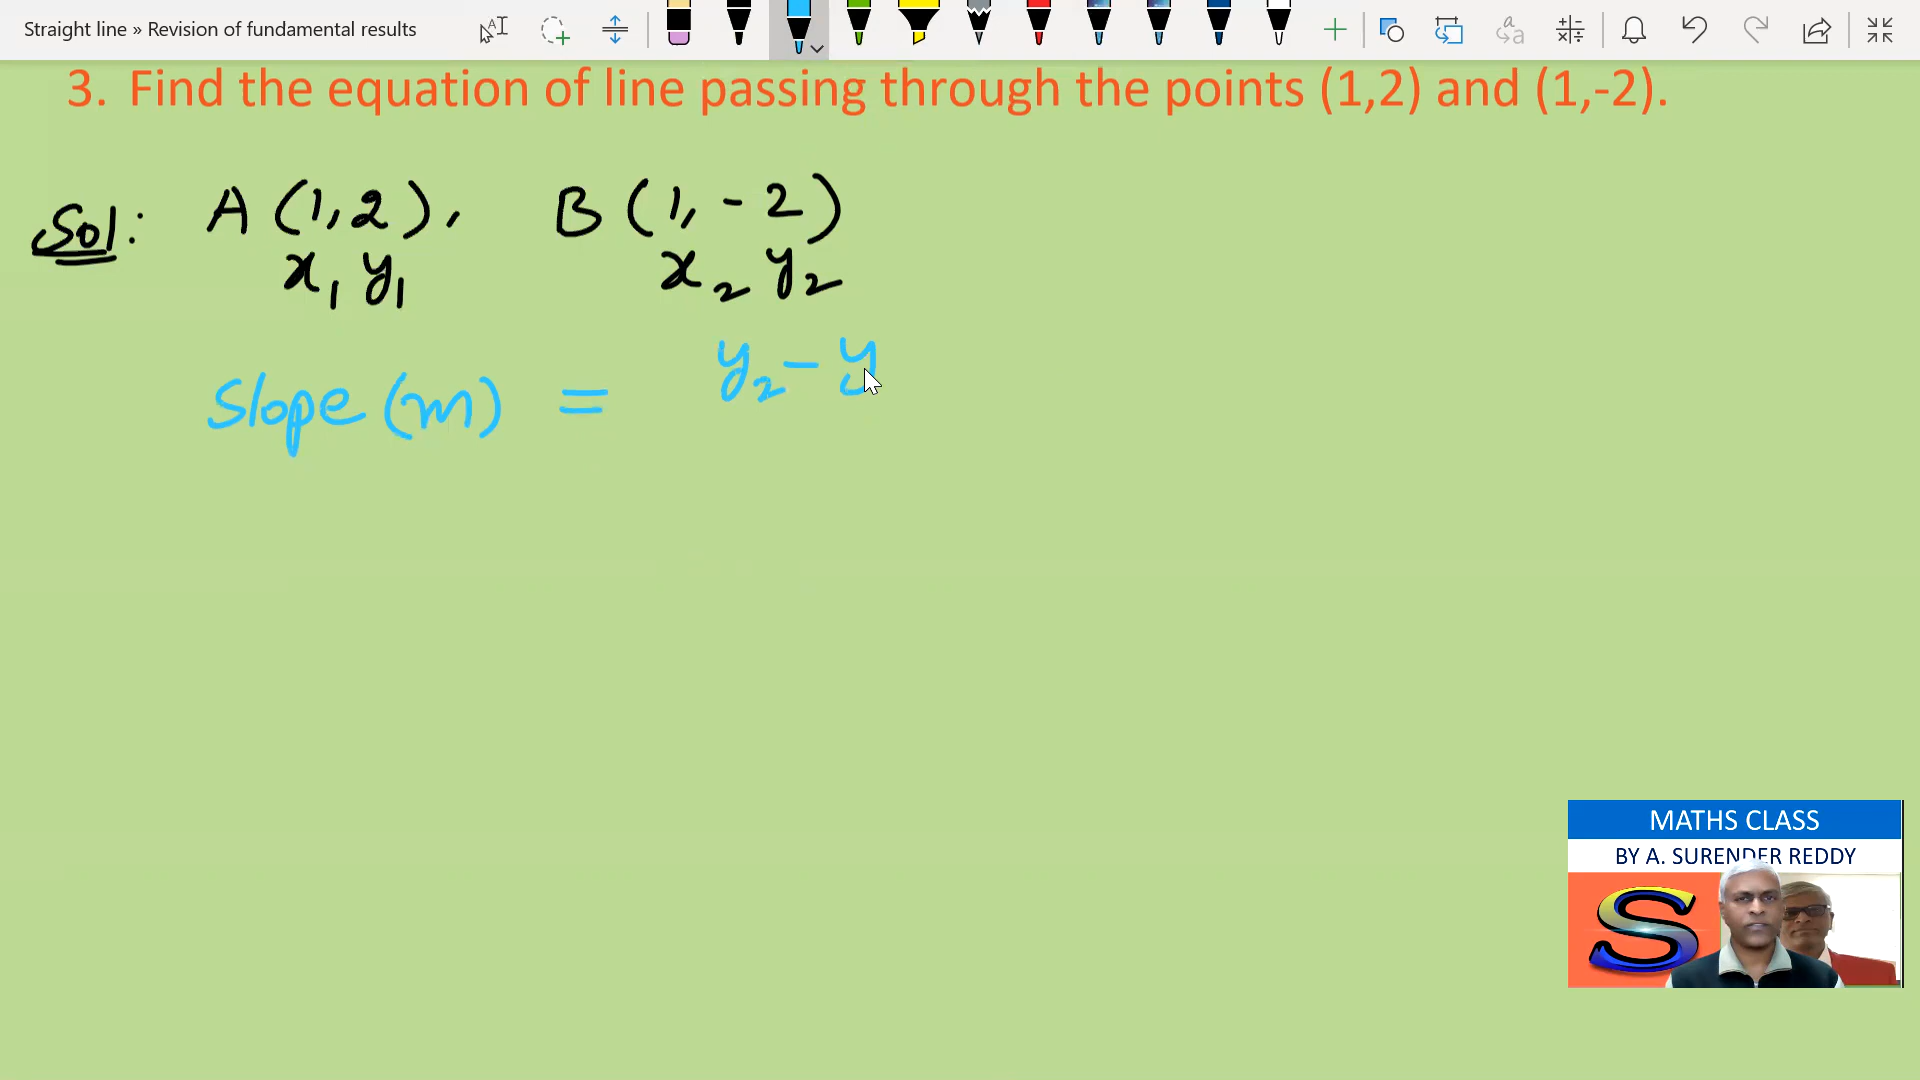 Straight line » Revision of fundamental results
3. Find the equation of line passing through the points (1,2) and (1,-2).
Sol: A (1,2), B (1,-2)
x₁ y₁ x₂ y₂
Slope (m) = y₂ - y
MATHS CLASS
BY A. SURENDER REDDY
S